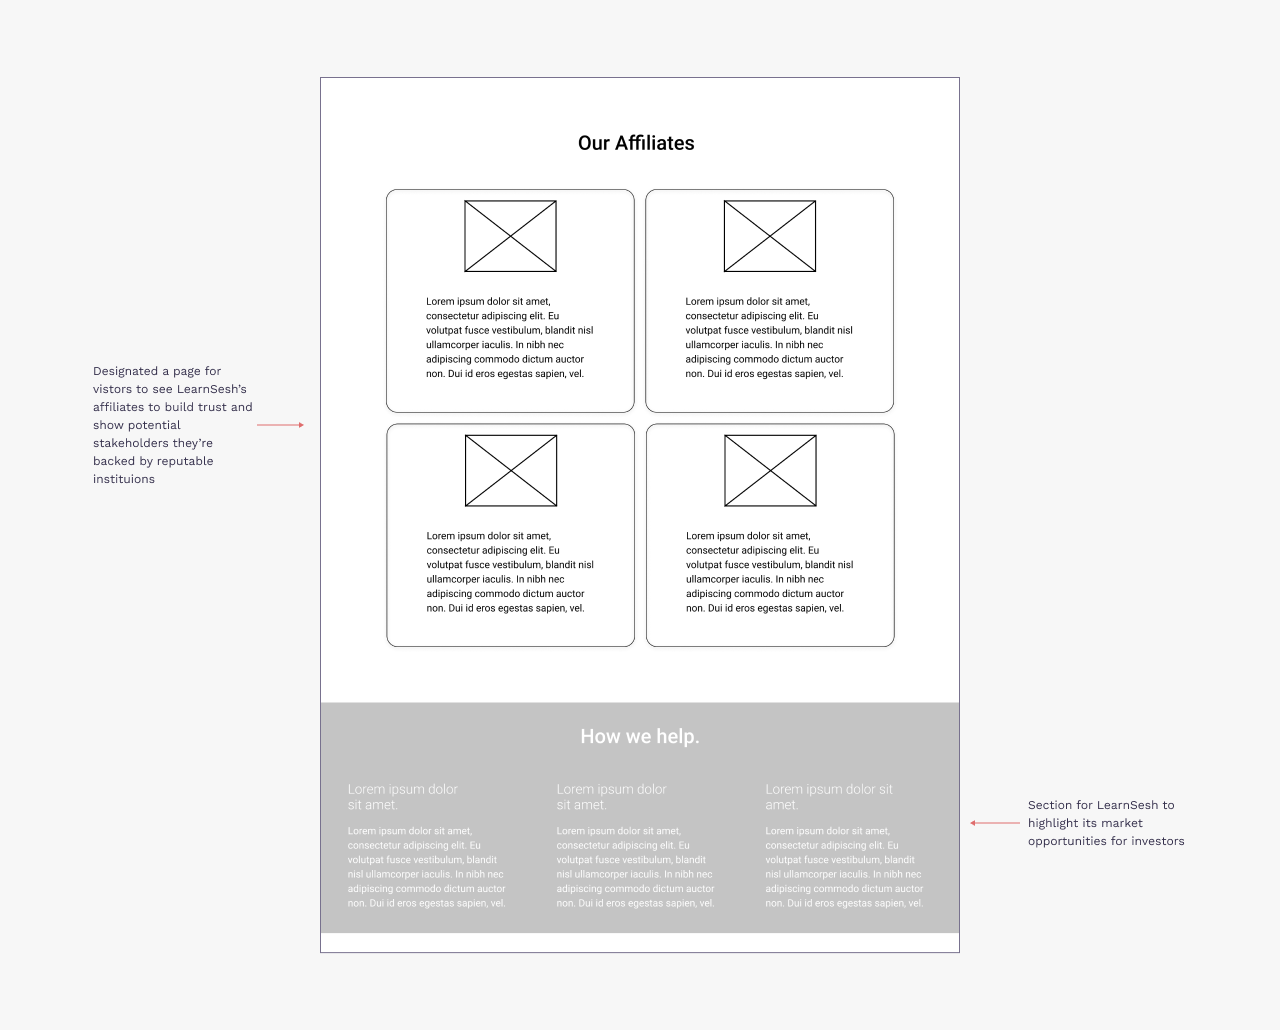 Our Affiliates
Lorem ipsum dolor sit amet,
consectetur adipiscing elit. Eu
volutpat fusce vestibulum, blandit nisl
ullamcorper iaculis. In nibh nec
adipiscing commodo dictum auctor
non. Dui id eros egestas sapien, vel.
Lorem ipsum dolor sit amet,
consectetur adipiscing elit. Eu
volutpat fusce vestibulum, blandit nisl
ullamcorper iaculis. In nibh nec
adipiscing commodo dictum auctor
non. Dui id eros egestas sapien, vel.
Designated a page for
vistors to see LearnSesh's
affiliates to build trust and
show potential
stakeholders they're
backed by reputable
instituions
Lorem ipsum dolor sit amet,
consectetur adipiscing elit. Eu
volutpat fusce vestibulum, blandit nisl
ullamcorper iaculis. In nibh nec
adipiscing commodo dictum auctor
non. Dui id eros egestas sapien, vel.
Lorem ipsum dolor sit amet,
consectetur adipiscing elit. Eu
volutpat fusce vestibulum, blandit nisl
ullamcorper iaculis. In nibh nec
adipiscing commodo dictum auctor
non. Dui id eros egestas sapien, vel.
How we help.
Lorem ipsum dolor
sit amet.
Lorem ipsum dolor sit amet,
consectetur adipiscing elit. Eu
volutpat fusce vestibulum, blandit
nisl ullamcorper iaculis. In nibh nec
adipiscing commodo dictum auctor
non. Dui id eros egestas sapien, vel.
Lorem ipsum dolor
sit amet.
Lorem ipsum dolor sit amet,
consectetur adipiscing elit. Eu
volutpat fusce vestibulum, blandit
nisl ullamcorper iaculis. In nibh nec
adipiscing commodo dictum auctor
non. Dui id eros egestas sapien, vel.
Lorem ipsum dolor sit
amet.
Lorem ipsum dolor sit amet,
consectetur adipiscing elit. Eu
volutpat fusce vestibulum, blandit
nisl ullamcorper iaculis. In nibh nec
adipiscing commodo dictum auctor
non. Dui id eros egestas sapien, vel.
Section for LearnSesh to
highlight its market
opportunities for investors